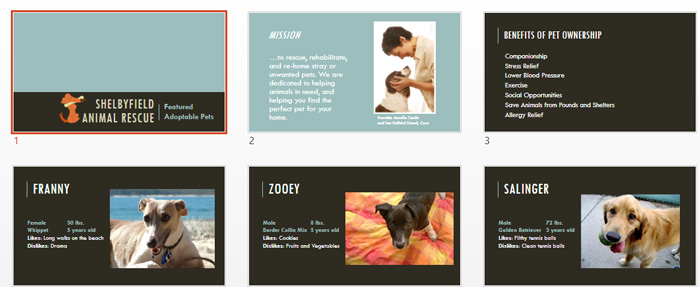 SHELBYFIELD
ANIMAL RESCUE
Featured
Adoptable Pets
1
MISSION
...to rescue, rehabilitate,
and re-home stray or
unwanted pets. We are
dedicated to helping
animals in need, and
helping you find the
perfect pet for your
home.
and her faithful friend, Coco
2
BENEFITS OF PET OWNERSHIP
Companionship
Stress Relief
Lower Blood Pressure
Exercise
Social Opportunities
Save Animals from Pounds and Shelters
Allergy Relief
3
FRANNY
Female 30 lbs.
Whippet 5 years old
Likes: Long walks on the beach
Dislikes: Drama
ZOOEY
Male 8 lbs.
Border Collie Mix 5 years old
Likes: Cookies
Dislikes: Fruits and Vegetables
SALINGER
Male 72 lbs.
Golden Retriever 3 years old
Likes: Filthy tennis balls
Dislikes: Clean tennis balls